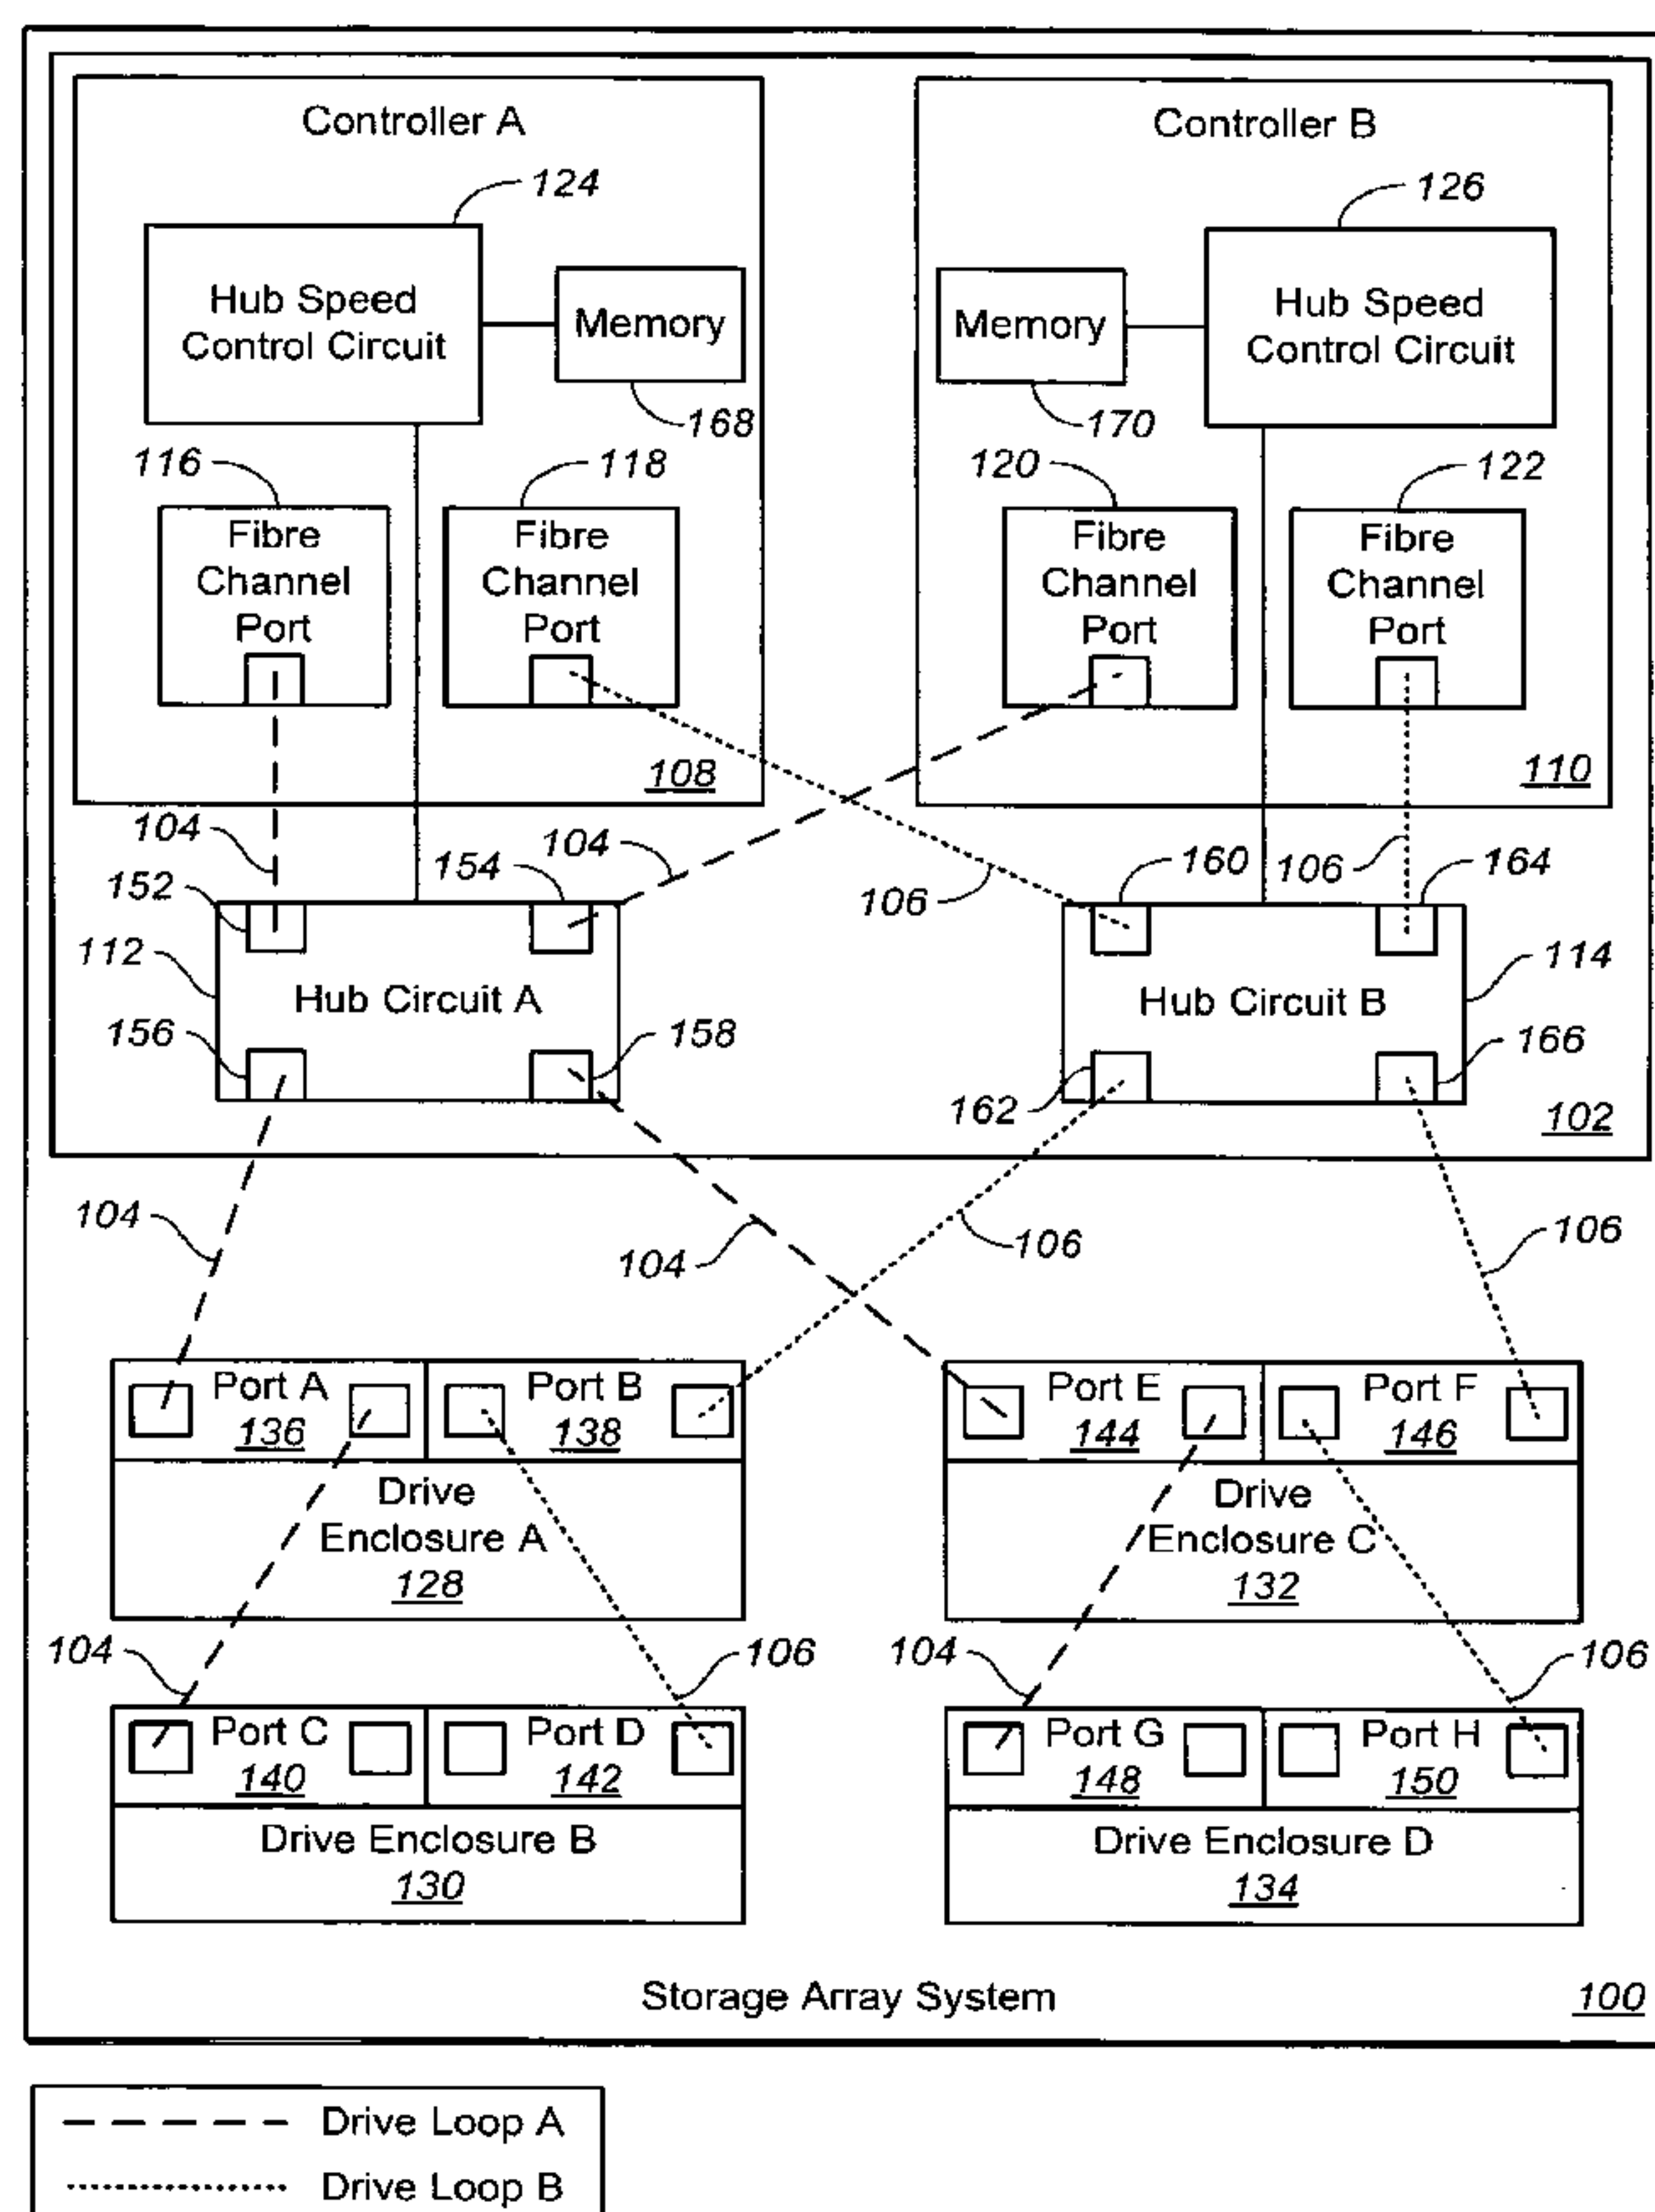 Controller A
Controller B
124
126
Hub Speed
Control Circuit
Memory
Memory
Hub Speed
Control Circuit
168
170
116
118
120
122
Fibre
Channel
Port
Fibre
Channel
Port
Fibre
Channel
Port
Fibre
Channel
Port
108
110
104
104
106
106
152
154
160
164
112
Hub Circuit A
Hub Circuit B
114
156
158
162
166
102
104
104
106
106
Port A
136
Port B
138
Port E
144
Port F
146
Drive
Enclosure A
128
Drive
Enclosure C
132
104
106
104
106
Port C
140
Port D
142
Port G
148
Port H
150
Drive Enclosure B
130
Drive Enclosure D
134
Storage Array System
100
Drive Loop A
Drive Loop B